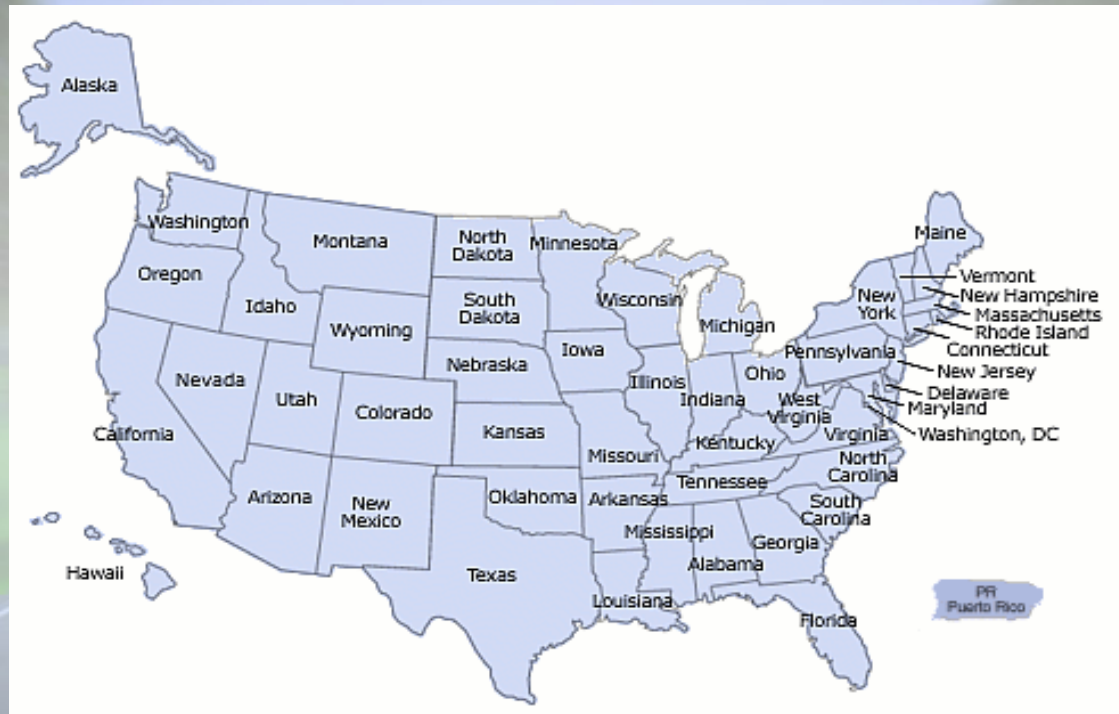 Alaska
Washington
Montana
North
Dakota
Minnesota
Maine
Oregon
Idaho
Wyoming
South
Dakota
Wisconsin
Michigan
New
York
Vermont
New Hampshire
Massachusetts
Rhode Island
Connecticut
New Jersey
Delaware
Maryland
Washington, DC
Nevada
Utah
Colorado
Nebraska
Iowa
Illinois
Indiana
Ohio
Pennsylvania
West
Virginia
Virginia
California
Kansas
Missouri
Kentucky
North
Carolina
Arizona
New
Mexico
Oklahoma
Arkansas
Tennessee
South
Carolina
Mississippi
Alabama
Georgia
Hawaii
Texas
Louisiana
Florida
PR
Puerto Rico